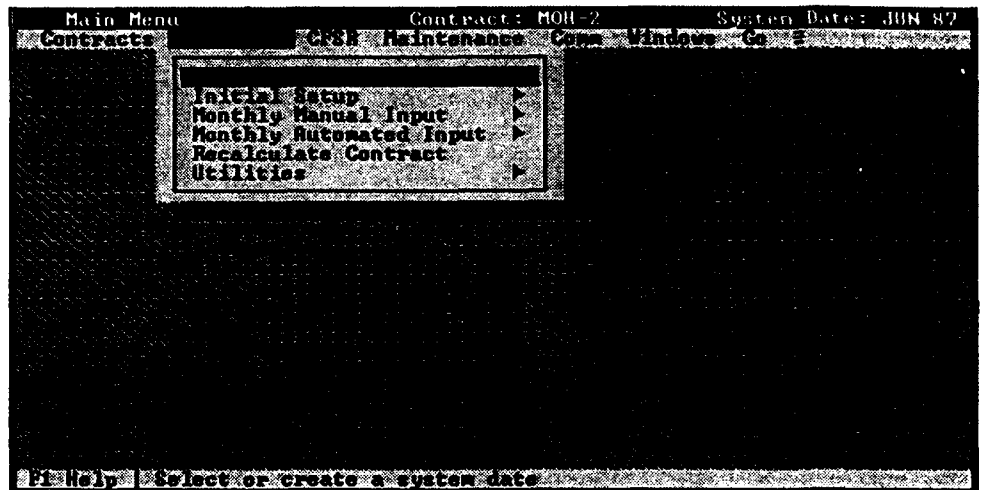 Main Menu Contract: MOH-2 System Date: JUN 87
Contracts CFSR Maintenance Comm Windows Go ≡
Initial Setup ►
Monthly Manual Input ►
Monthly Automated Input ►
Recalculate Contract
Utilities ►
F1 Help Select or create a system date